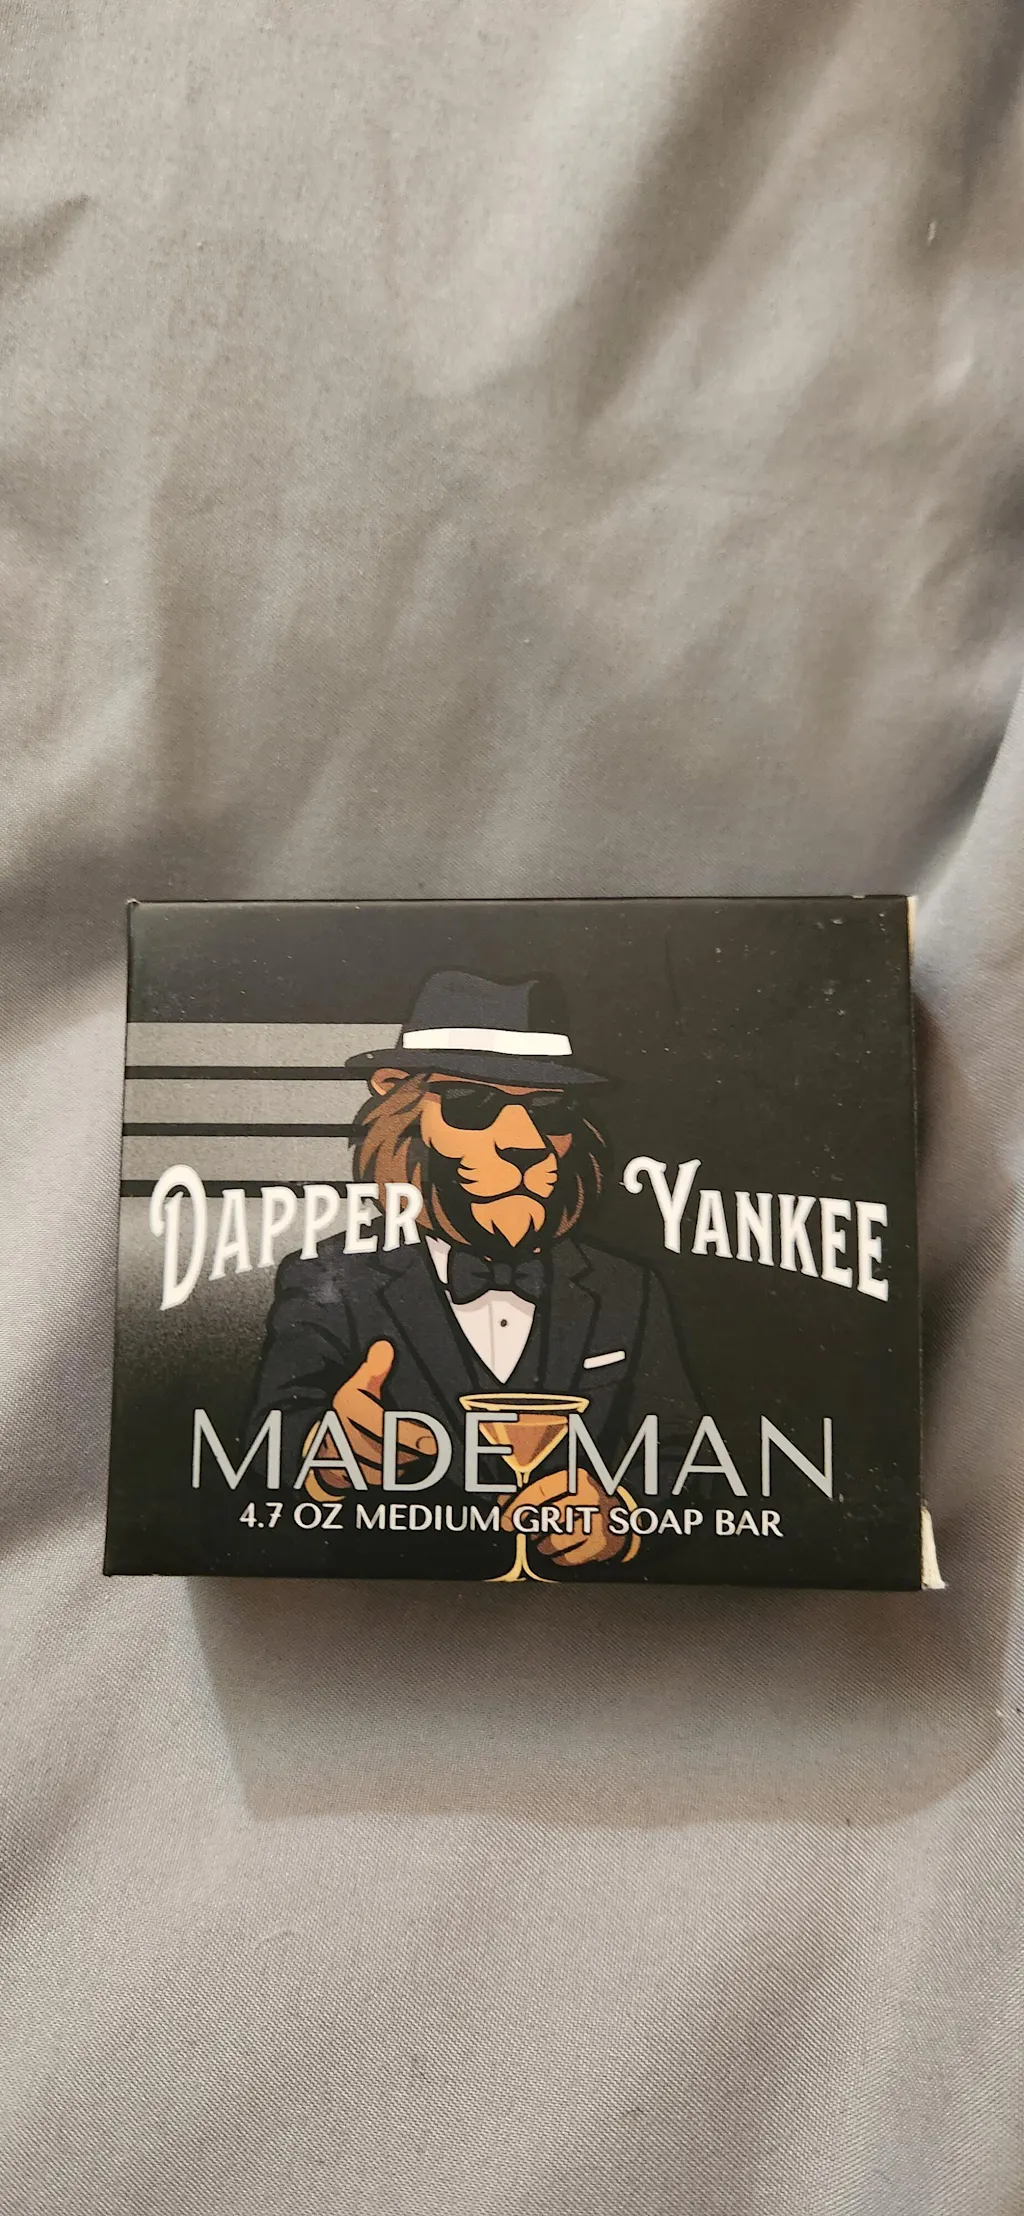 DAPPER YANKEE
MADE MAN
4.7 OZ MEDIUM GRIT SOAP BAR